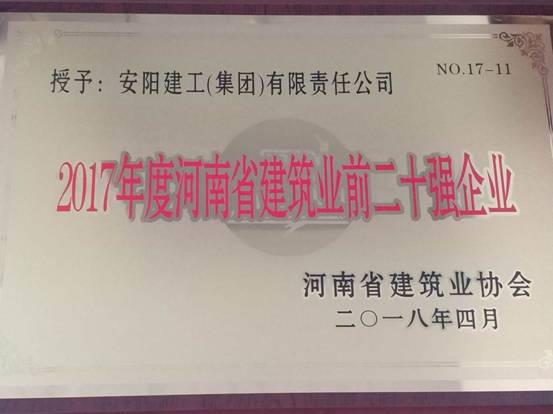 授予：安阳建工(集团)有限责任公司
NO.17-11
2017年度河南省建筑业前二十强企业
河南省建筑业协会
二〇一八年四月